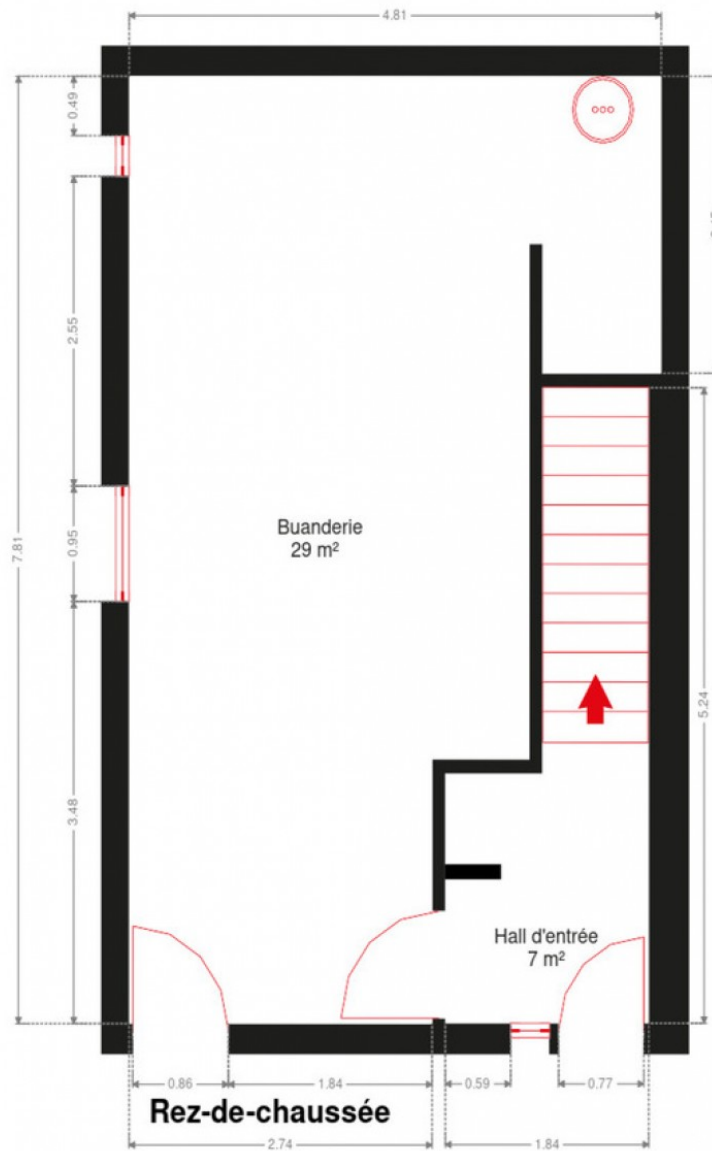 4.81
0.49
2.55
7.81
0.95
Buanderie
29 m²
5.24
3.48
Hall d'entrée
7 m²
0.86
1.84
0.59
0.77
Rez-de-chaussée
2.74
1.84